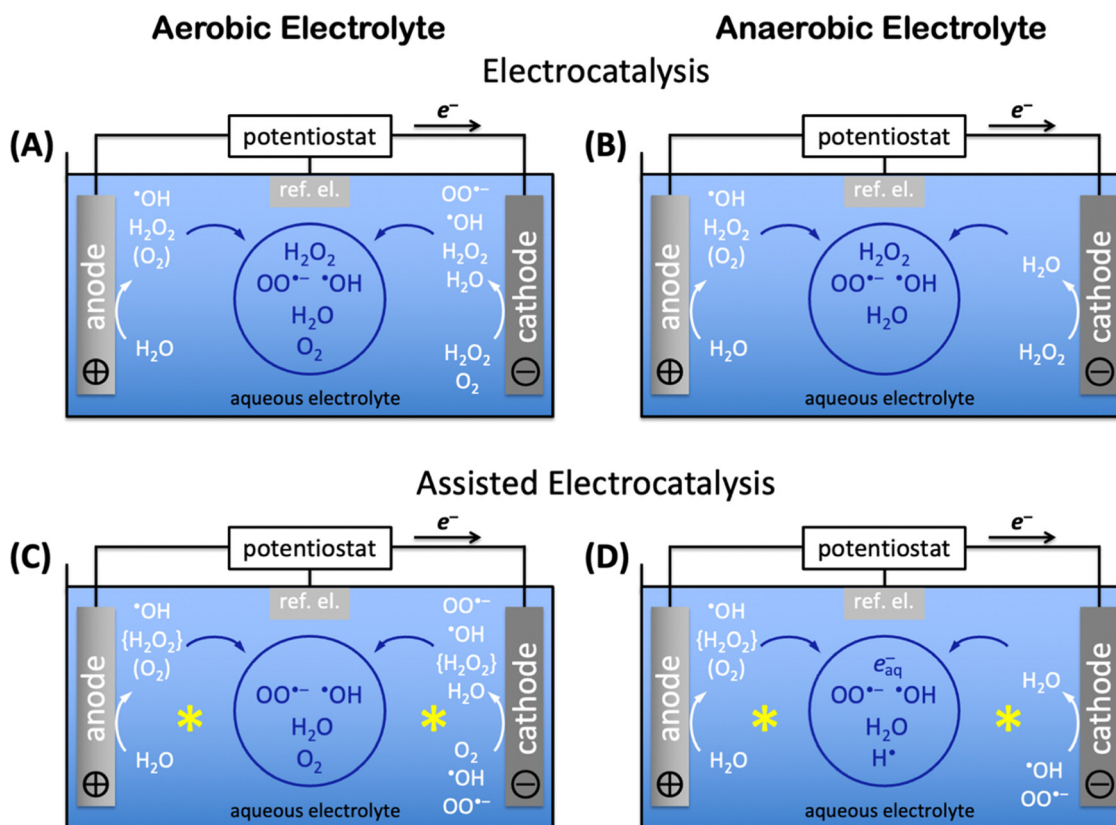 Aerobic Electrolyte
Anaerobic Electrolyte
Electrocatalysis
(A)
potentiostat
e⁻
ref. el.
anode
⊕
•OH
H₂O₂
(O₂)
H₂O
H₂O₂
OO•⁻ •OH
H₂O
O₂
OO•⁻
•OH
H₂O₂
H₂O
H₂O₂
O₂
cathode
⊖
aqueous electrolyte
(B)
potentiostat
e⁻
ref. el.
anode
⊕
•OH
H₂O₂
(O₂)
H₂O
H₂O₂
OO•⁻ •OH
H₂O
H₂O
H₂O₂
cathode
⊖
aqueous electrolyte
Assisted Electrocatalysis
(C)
potentiostat
e⁻
ref. el.
anode
⊕
•OH
{H₂O₂}
(O₂)
H₂O
*
OO•⁻ •OH
H₂O
O₂
*
OO•⁻
•OH
{H₂O₂}
H₂O
O₂
•OH
OO•⁻
cathode
⊖
aqueous electrolyte
(D)
potentiostat
e⁻
ref. el.
anode
⊕
•OH
{H₂O₂}
(O₂)
H₂O
*
e⁻aq
OO•⁻ •OH
H₂O
H•
*
H₂O
•OH
OO•⁻
cathode
⊖
aqueous electrolyte